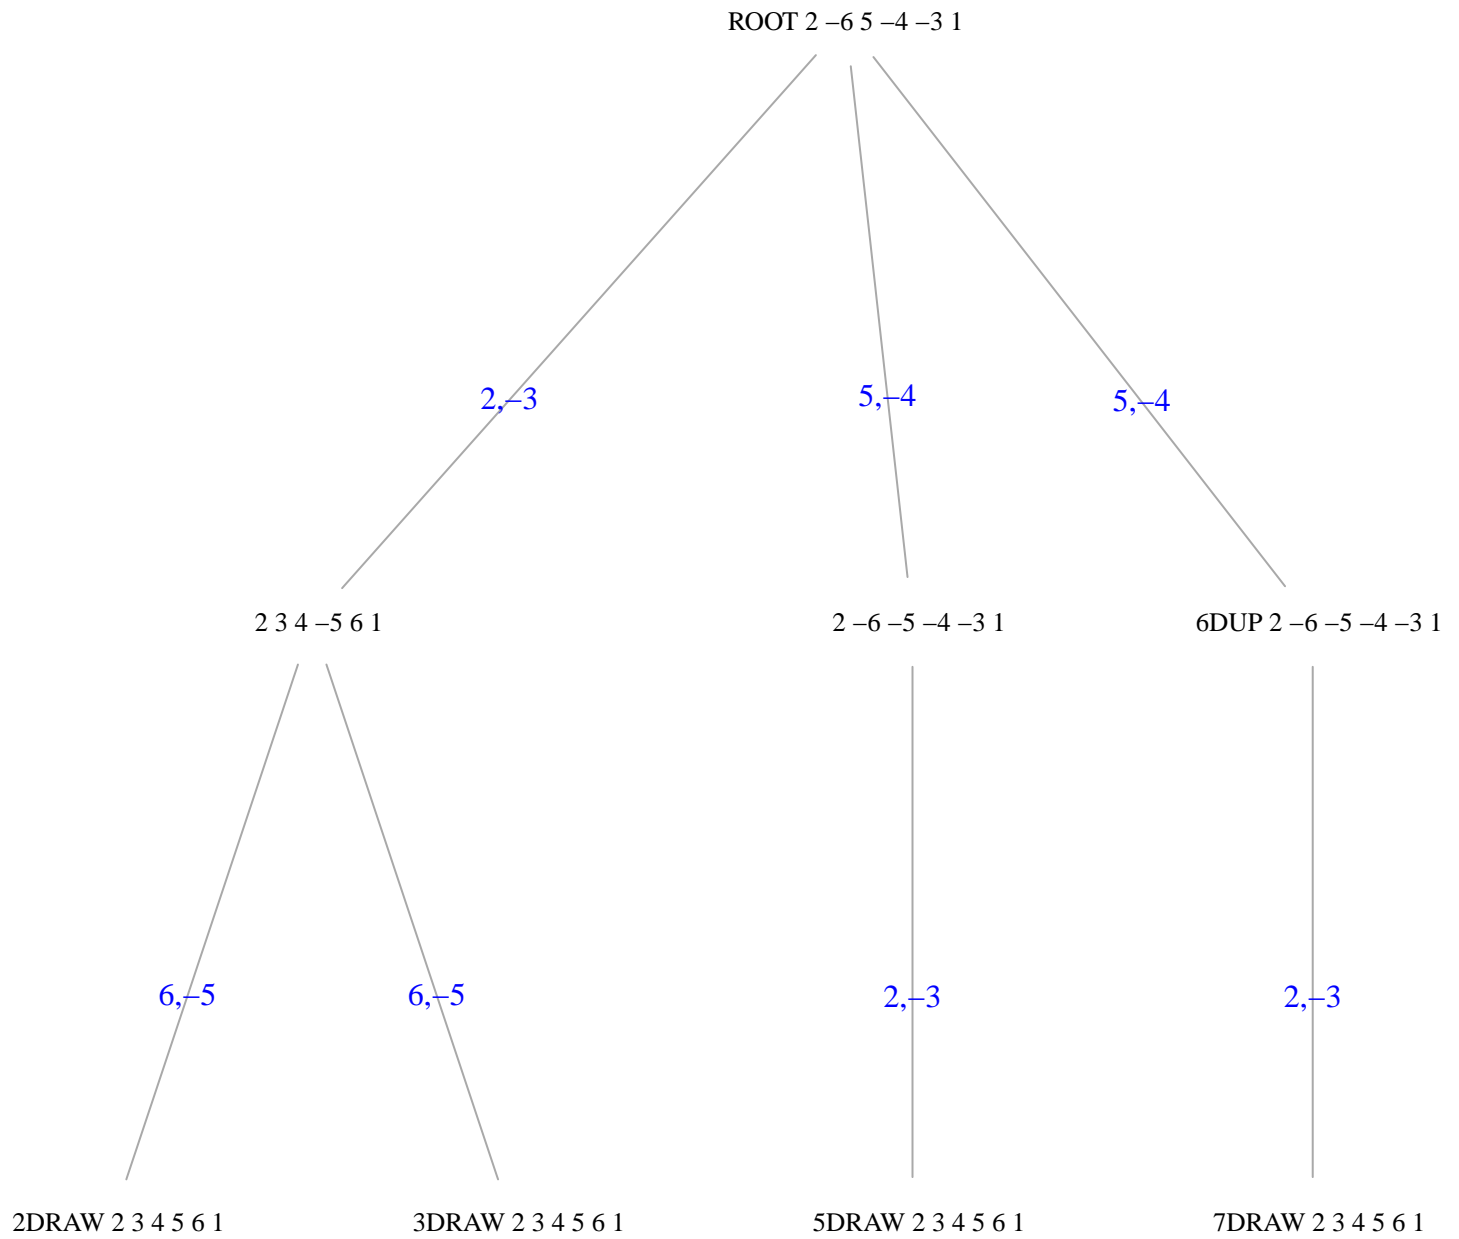 ROOT 2 –6 5 –4 –3 1
2,–3
5,–4
5,–4
2 3 4 –5 6 1
2 –6 –5 –4 –3 1
6DUP 2 –6 –5 –4 –3 1
6,–5
6,–5
2,–3
2,–3
2DRAW 2 3 4 5 6 1
3DRAW 2 3 4 5 6 1
5DRAW 2 3 4 5 6 1
7DRAW 2 3 4 5 6 1